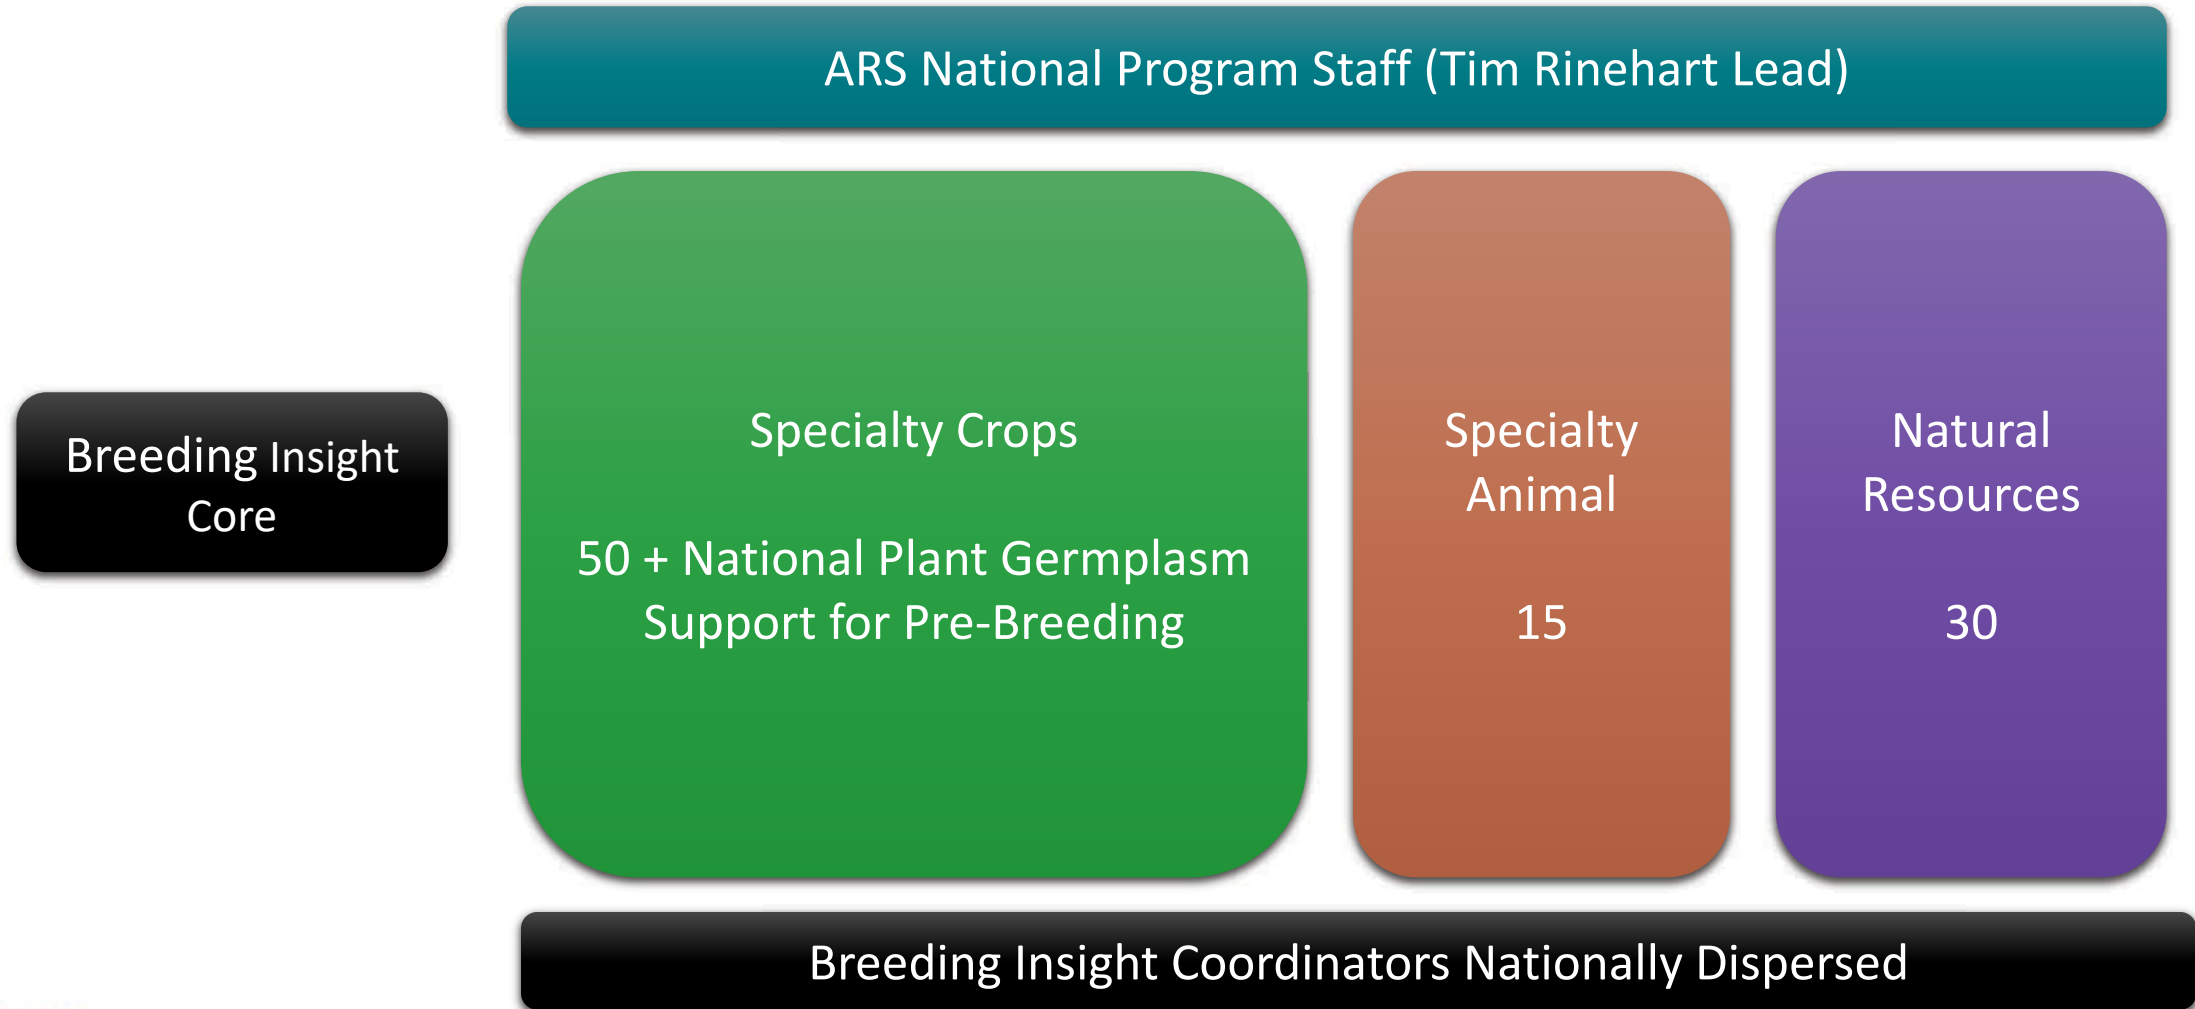 ARS National Program Staff (Tim Rinehart Lead)
Breeding Insight
Core
Specialty Crops
50 + National Plant Germplasm
Support for Pre-Breeding
Specialty
Animal
15
Natural
Resources
30
Breeding Insight Coordinators Nationally Dispersed